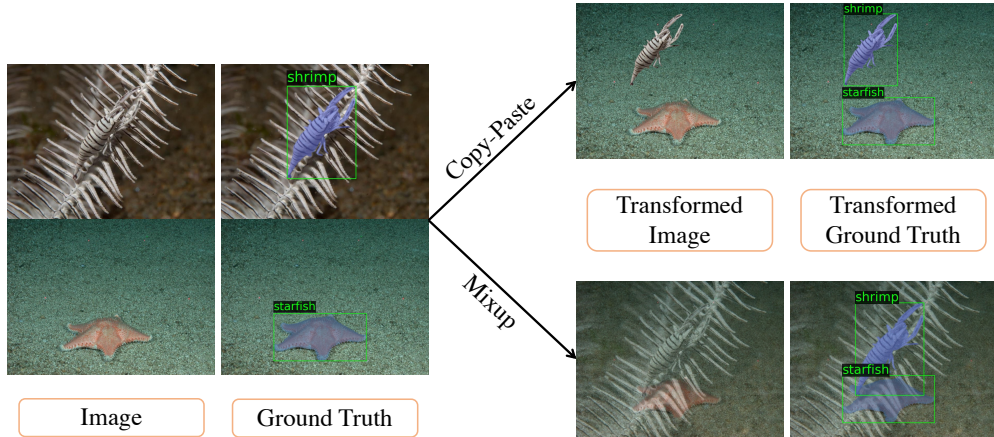 shrimp
starfish
Image
Ground Truth
Copy-Paste
Mixup
shrimp
starfish
Transformed
Image
Transformed
Ground Truth
shrimp
starfish